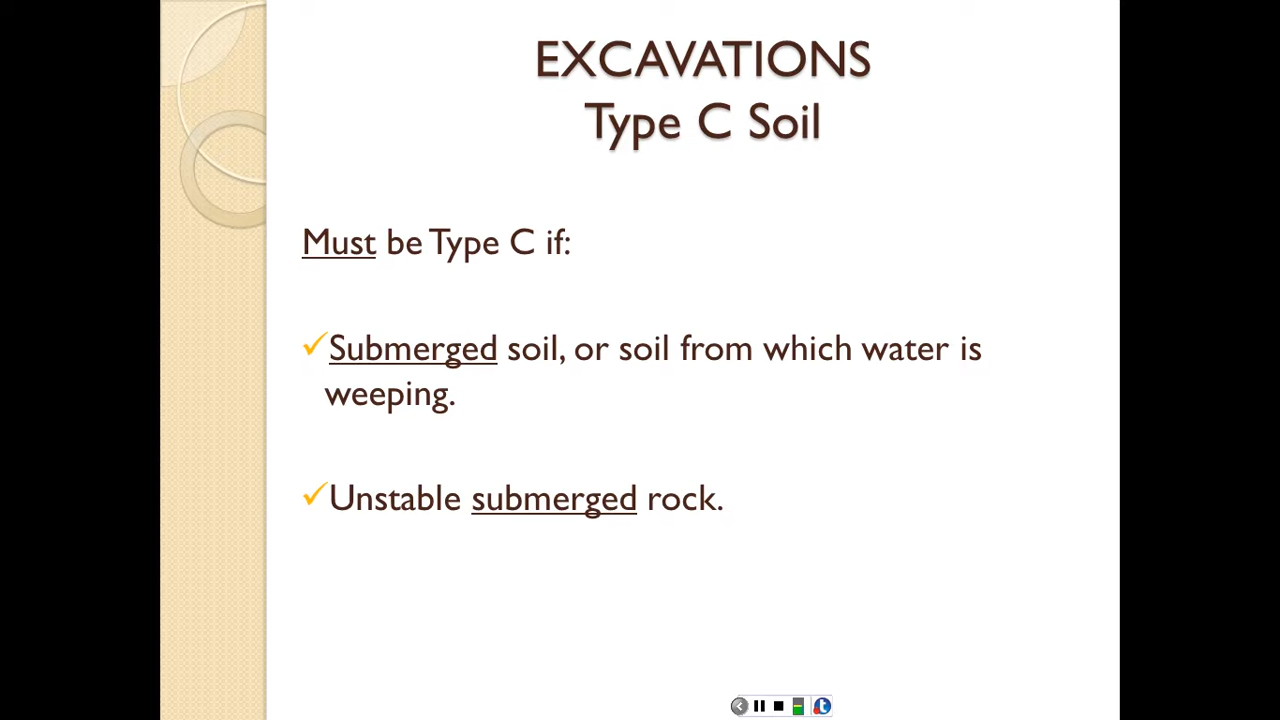 EXCAVATIONS
Type C Soil
Must be Type C if:
✓Submerged soil, or soil from which water is
weeping.
✓Unstable submerged rock.